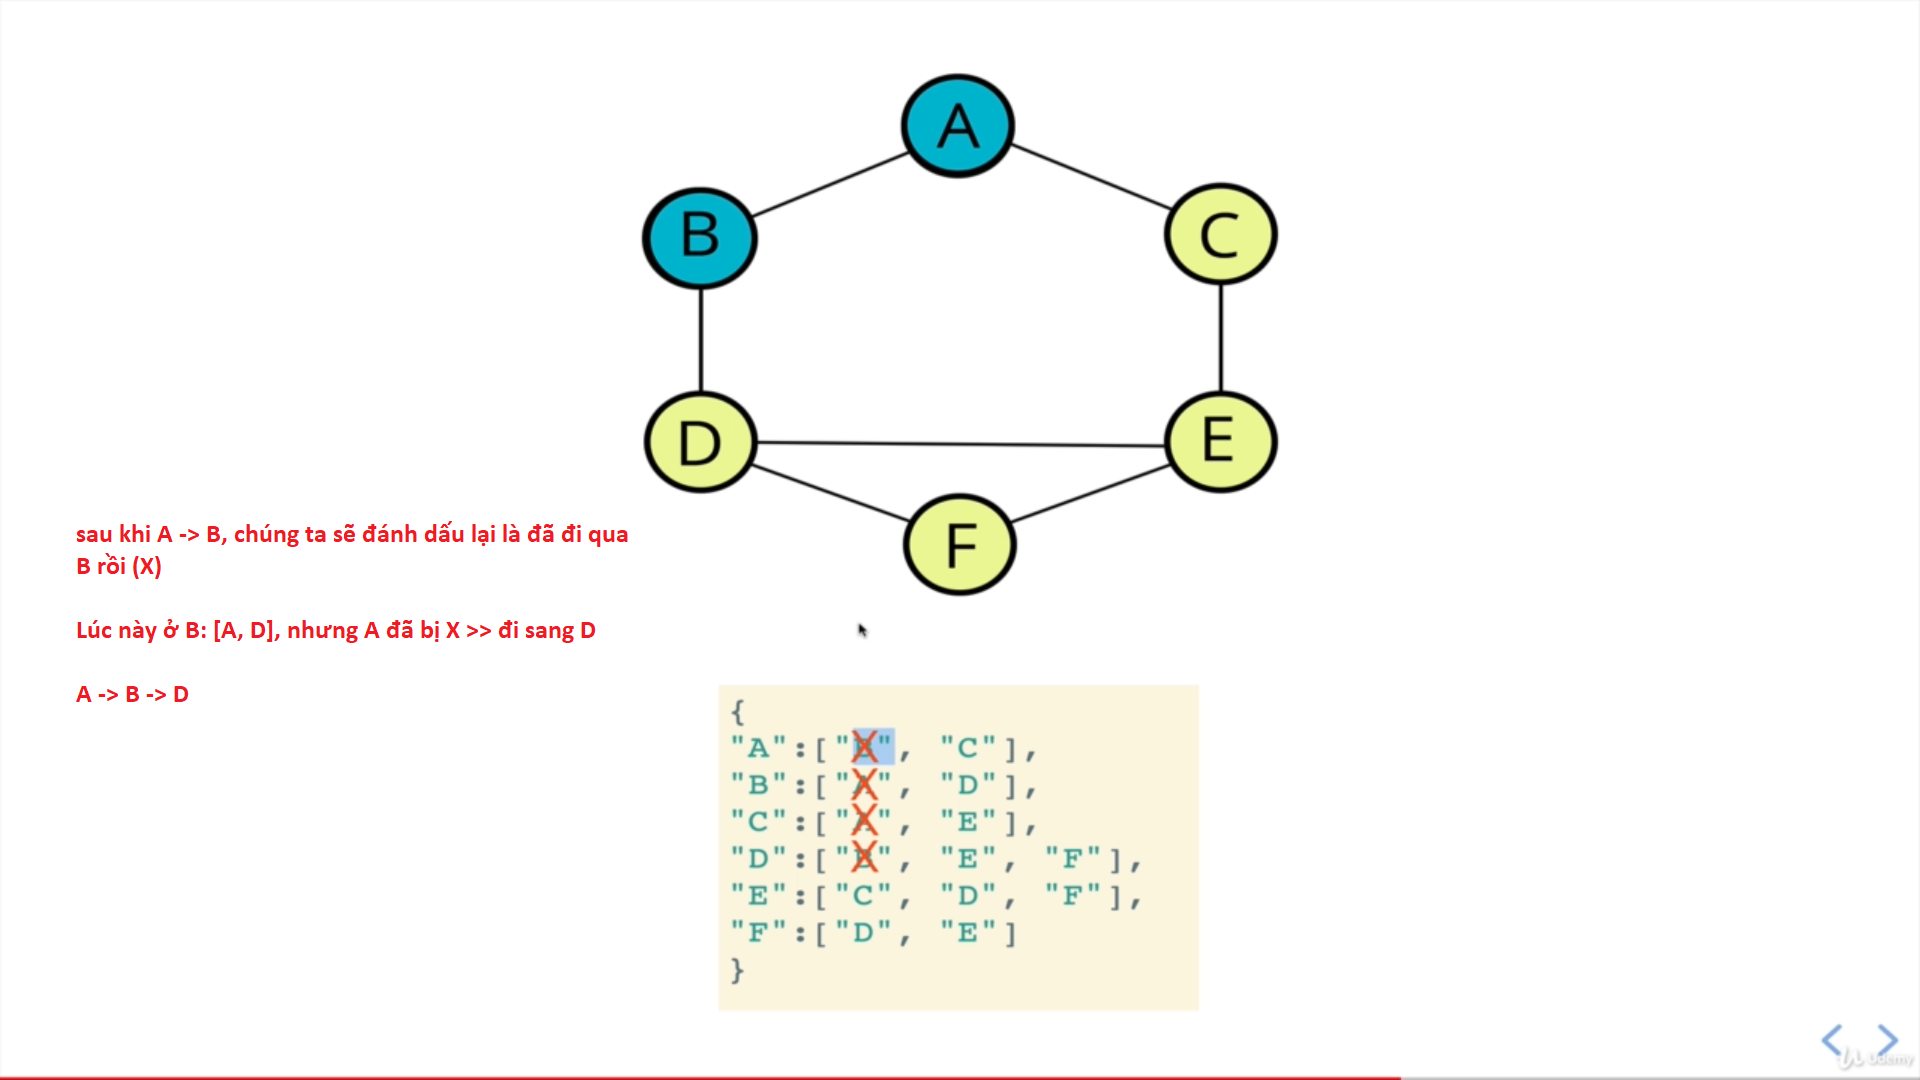 A
B
C
D
E
F
sau khi A -> B, chúng ta sẽ đánh dấu lại là đã đi qua
B rồi (X)
Lúc này ở B: [A, D], nhưng A đã bị X >> đi sang D
A -> B -> D
{
"A":["B", "C"],
"B":["A", "D"],
"C":["A", "E"],
"D":["B", "E", "F"],
"E":["C", "D", "F"],
"F":["D", "E"]
}
Udemy